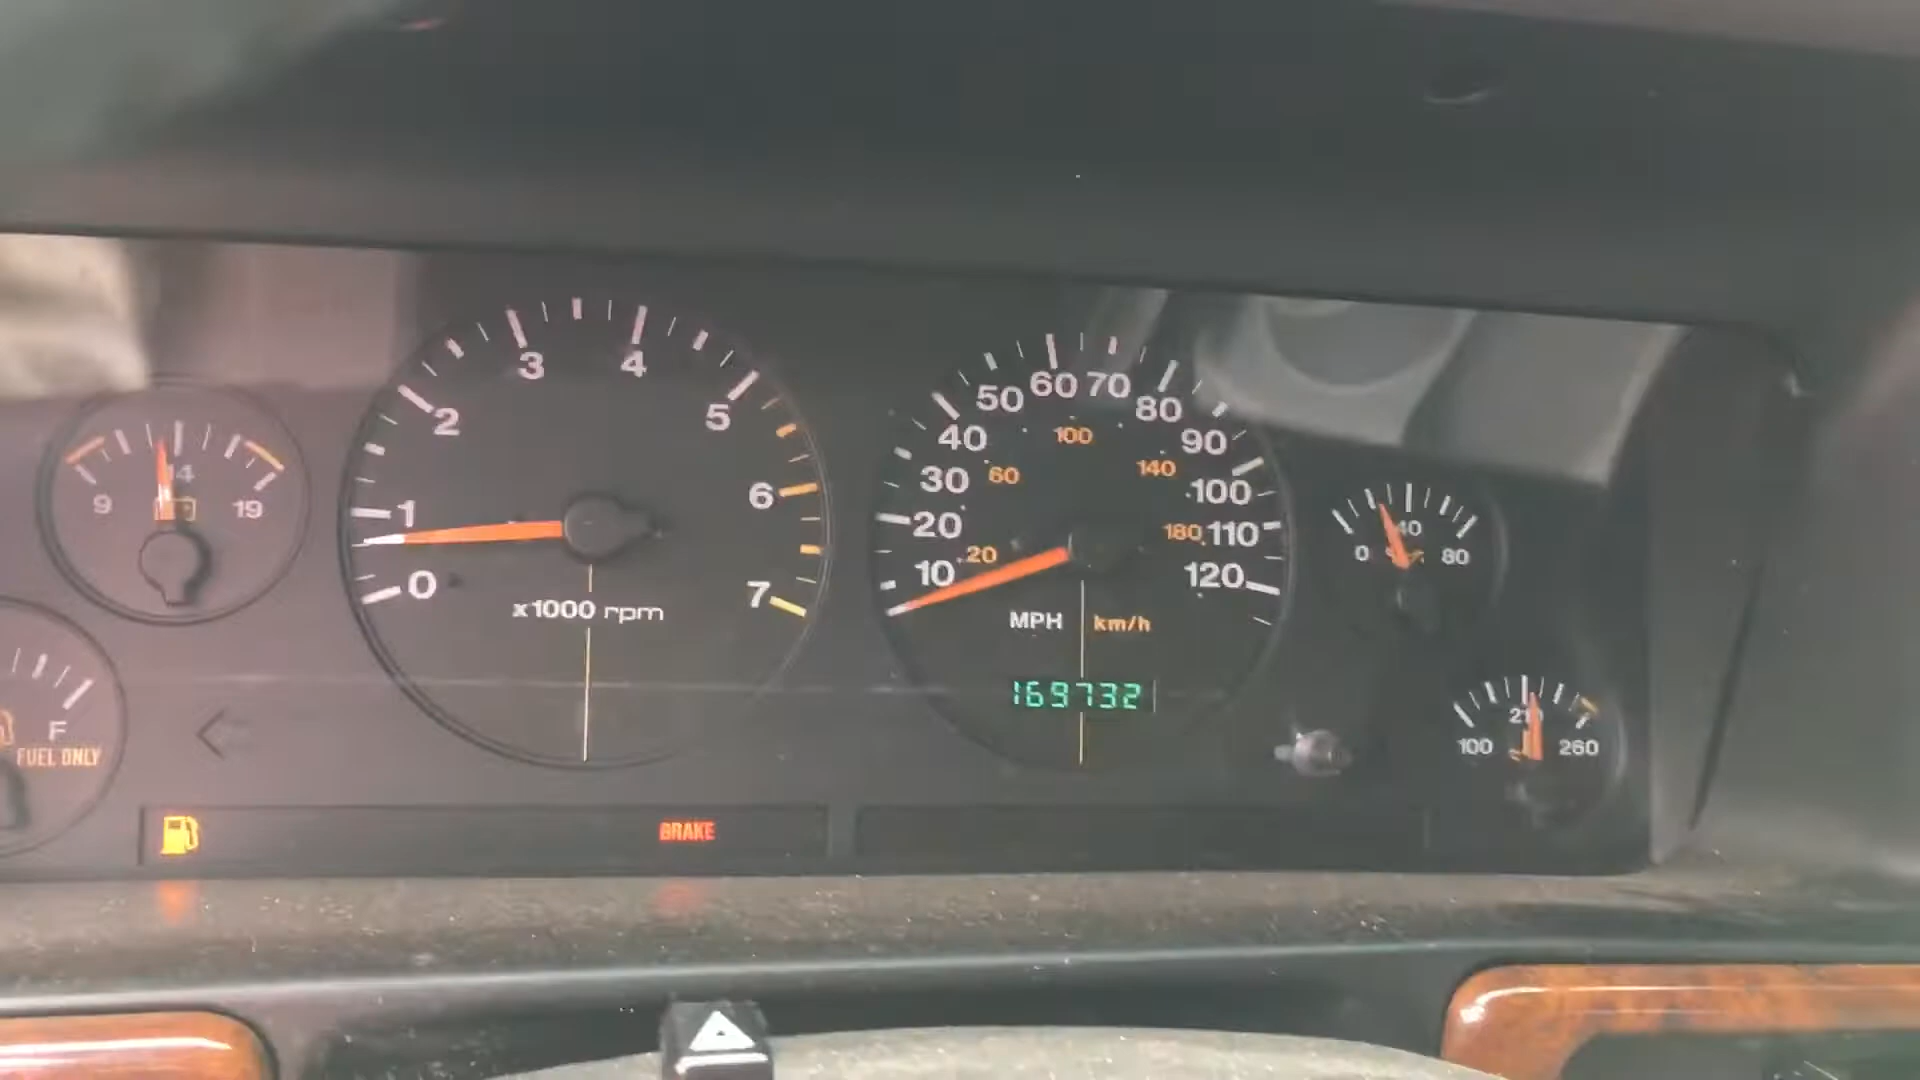 9 14 19
0 1 2 3 4 5 6 7
x1000 rpm
10 20 30 40 50 60 70 80 90 100 110 120
20 60 100 140 180
MPH km/h
169732
0 40 80
100 210 260
F
FUEL ONLY
BRAKE